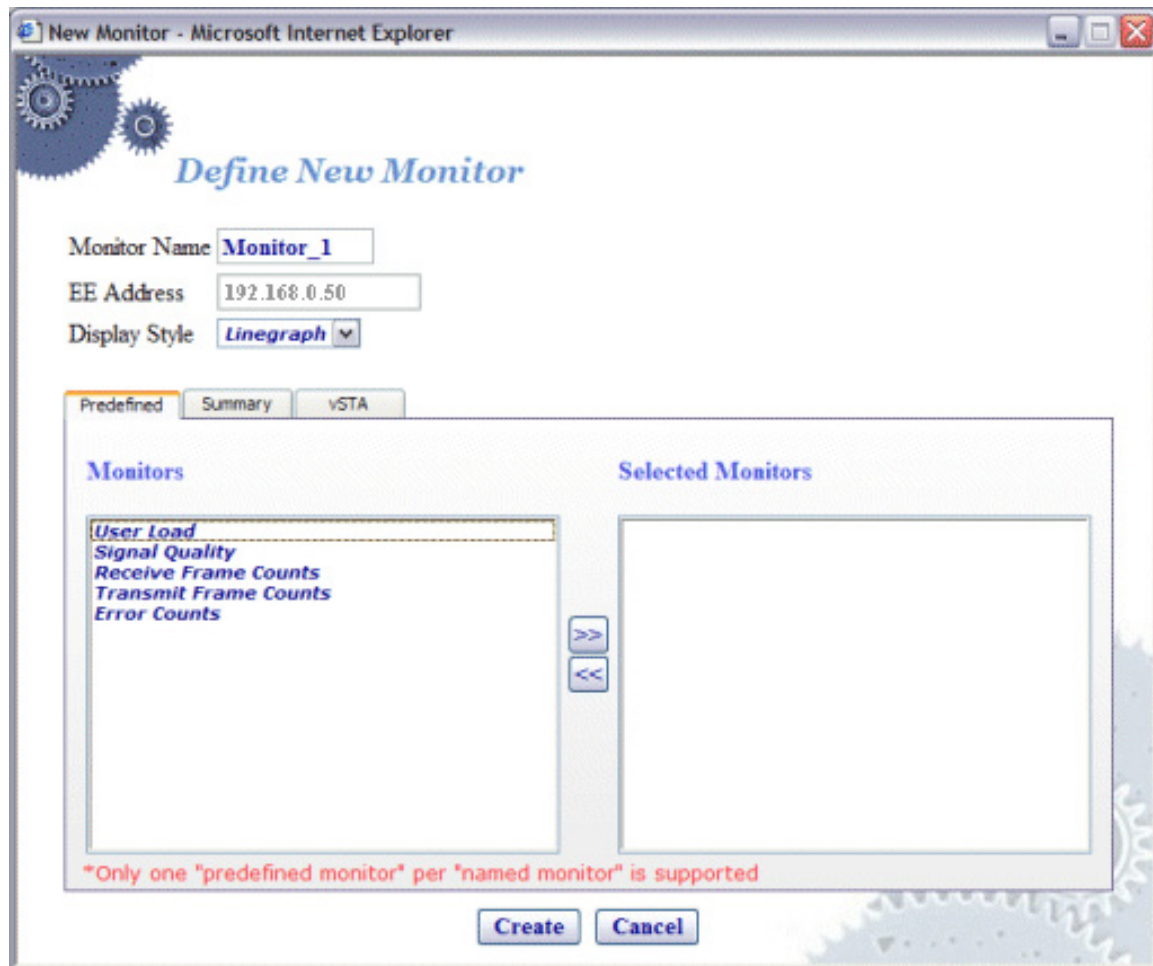 New Monitor - Microsoft Internet Explorer
Define New Monitor
Monitor Name Monitor_1
EE Address 192.168.0.50
Display Style Linegraph
Predefined Summary vSTA
Monitors Selected Monitors
User Load
Signal Quality
Receive Frame Counts
Transmit Frame Counts
Error Counts
>>
<<
*Only one "predefined monitor" per "named monitor" is supported
Create Cancel